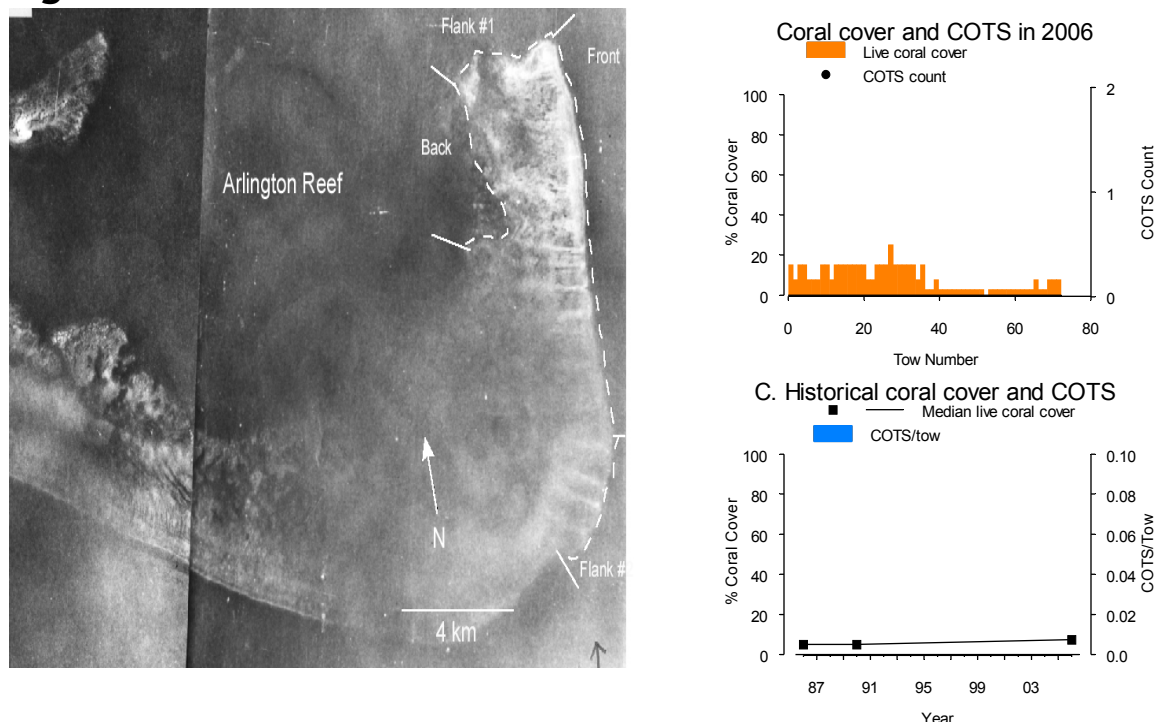 Flank #1
Front
Back
Arlington Reef
N
Flank #
4 km
Coral cover and COTS in 2006
Live coral cover
COTS count
100
80
60
40
20
0
% Coral Cover
2
1
0
COTS Count
0 20 40 60 80
Tow Number
C. Historical coral cover and COTS
Median live coral cover
COTS/tow
100
80
60
40
20
0
% Coral Cover
0.10
0.08
0.06
0.04
0.02
0.0
COTS/Tow
87 91 95 99 03
Year